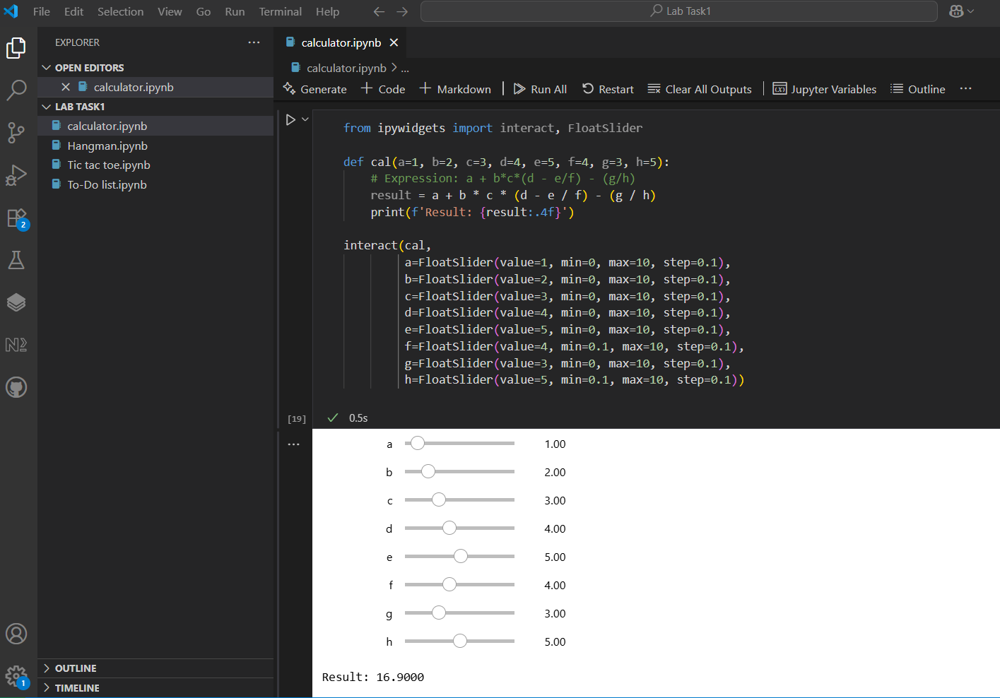 File Edit Selection View Go Run Terminal Help
Lab Task1
EXPLORER
OPEN EDITORS
calculator.ipynb
LAB TASK1
calculator.ipynb
Hangman.ipynb
Tic tac toe.ipynb
To-Do list.ipynb
OUTLINE
TIMELINE
2
1
calculator.ipynb
calculator.ipynb > ...
Generate + Code + Markdown | Run All Restart Clear All Outputs | Jupyter Variables Outline ...
from ipywidgets import interact, FloatSlider
def cal(a=1, b=2, c=3, d=4, e=5, f=4, g=3, h=5):
# Expression: a + b*c*(d - e/f) - (g/h)
result = a + b * c * (d - e / f) - (g / h)
print(f'Result: {result:.4f}')
interact(cal,
a=FloatSlider(value=1, min=0, max=10, step=0.1),
b=FloatSlider(value=2, min=0, max=10, step=0.1),
c=FloatSlider(value=3, min=0, max=10, step=0.1),
d=FloatSlider(value=4, min=0, max=10, step=0.1),
e=FloatSlider(value=5, min=0, max=10, step=0.1),
f=FloatSlider(value=4, min=0.1, max=10, step=0.1),
g=FloatSlider(value=3, min=0, max=10, step=0.1),
h=FloatSlider(value=5, min=0.1, max=10, step=0.1))
[19] 0.5s
a 1.00
b 2.00
c 3.00
d 4.00
e 5.00
f 4.00
g 3.00
h 5.00
Result: 16.9000